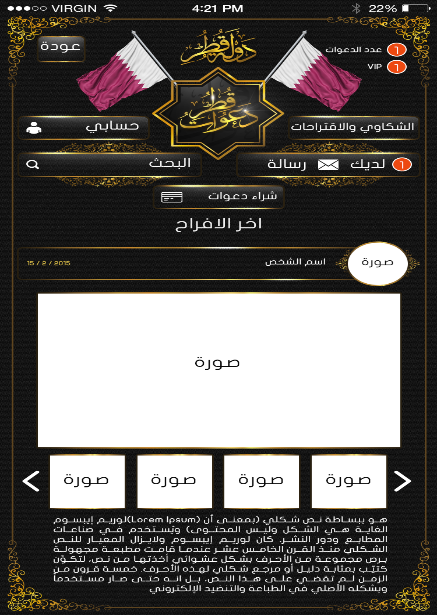 VIRGIN 4:21 PM 22%
عودة
دولة قطر
عدد الدعوات 1
VIP 1
دعوات قطر
حسابي
الشكاوي والاقتراحات
البحث
لديك 1 رسالة
شراء دعوات
اخر الافراح
صورة
اسم الشخص
15 / 2 / 2015
صورة
صورة صورة صورة صورة
هو ببساطة نص شكلي (بمعنى أن (Lorem Ipsum)لوريم إيبسوم
الغاية هي الشكل وليس المحتوى) ويُستخدم في صناعات
المطابع ودور النشر. كان لوريم إيبسوم ولايزال المعيار للنص
الشكلي منذ القرن الخامس عشر عندما قامت مطبعة مجهولة
برص مجموعة من الأحرف بشكل عشوائي أخذتها من نص، لتكوّن
كتيّب بمثابة دليل أو مرجع شكلي لهذه الأحرف. خمسة قرون من
الزمن لم تقضي على هذا النص، بل انه حتى صار مستخدماً
وبشكله الأصلي في الطباعة والتنضيد الإلكتروني